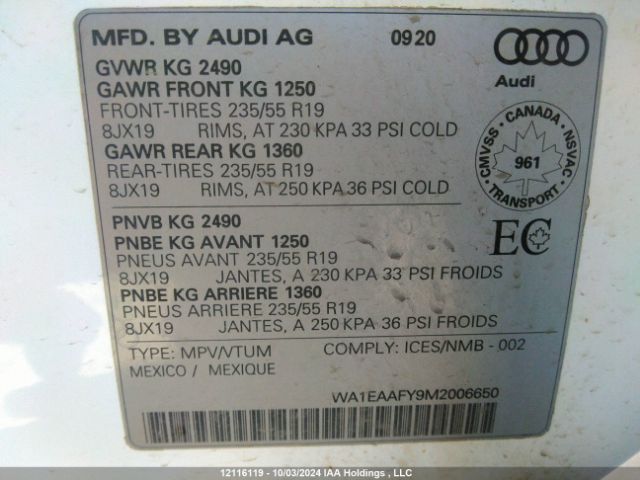 MFD. BY AUDI AG 0920
Audi
GVWR KG 2490
GAWR FRONT KG 1250
FRONT-TIRES 235/55 R19
8JX19 RIMS, AT 230 KPA 33 PSI COLD
GAWR REAR KG 1360
REAR-TIRES 235/55 R19
8JX19 RIMS, AT 250 KPA 36 PSI COLD
CMVSS • CANADA • NSVAC
961
TRANSPORT
PNVB KG 2490
PNBE KG AVANT 1250
PNEUS AVANT 235/55 R19
8JX19 JANTES, A 230 KPA 33 PSI FROIDS
PNBE KG ARRIERE 1360
PNEUS ARRIERE 235/55 R19
8JX19 JANTES, A 250 KPA 36 PSI FROIDS
EC
TYPE: MPV/VTUM COMPLY: ICES/NMB - 002
MEXICO / MEXIQUE
WA1EAAFY9M2006650
12116119 - 10/03/2024 IAA Holdings , LLC